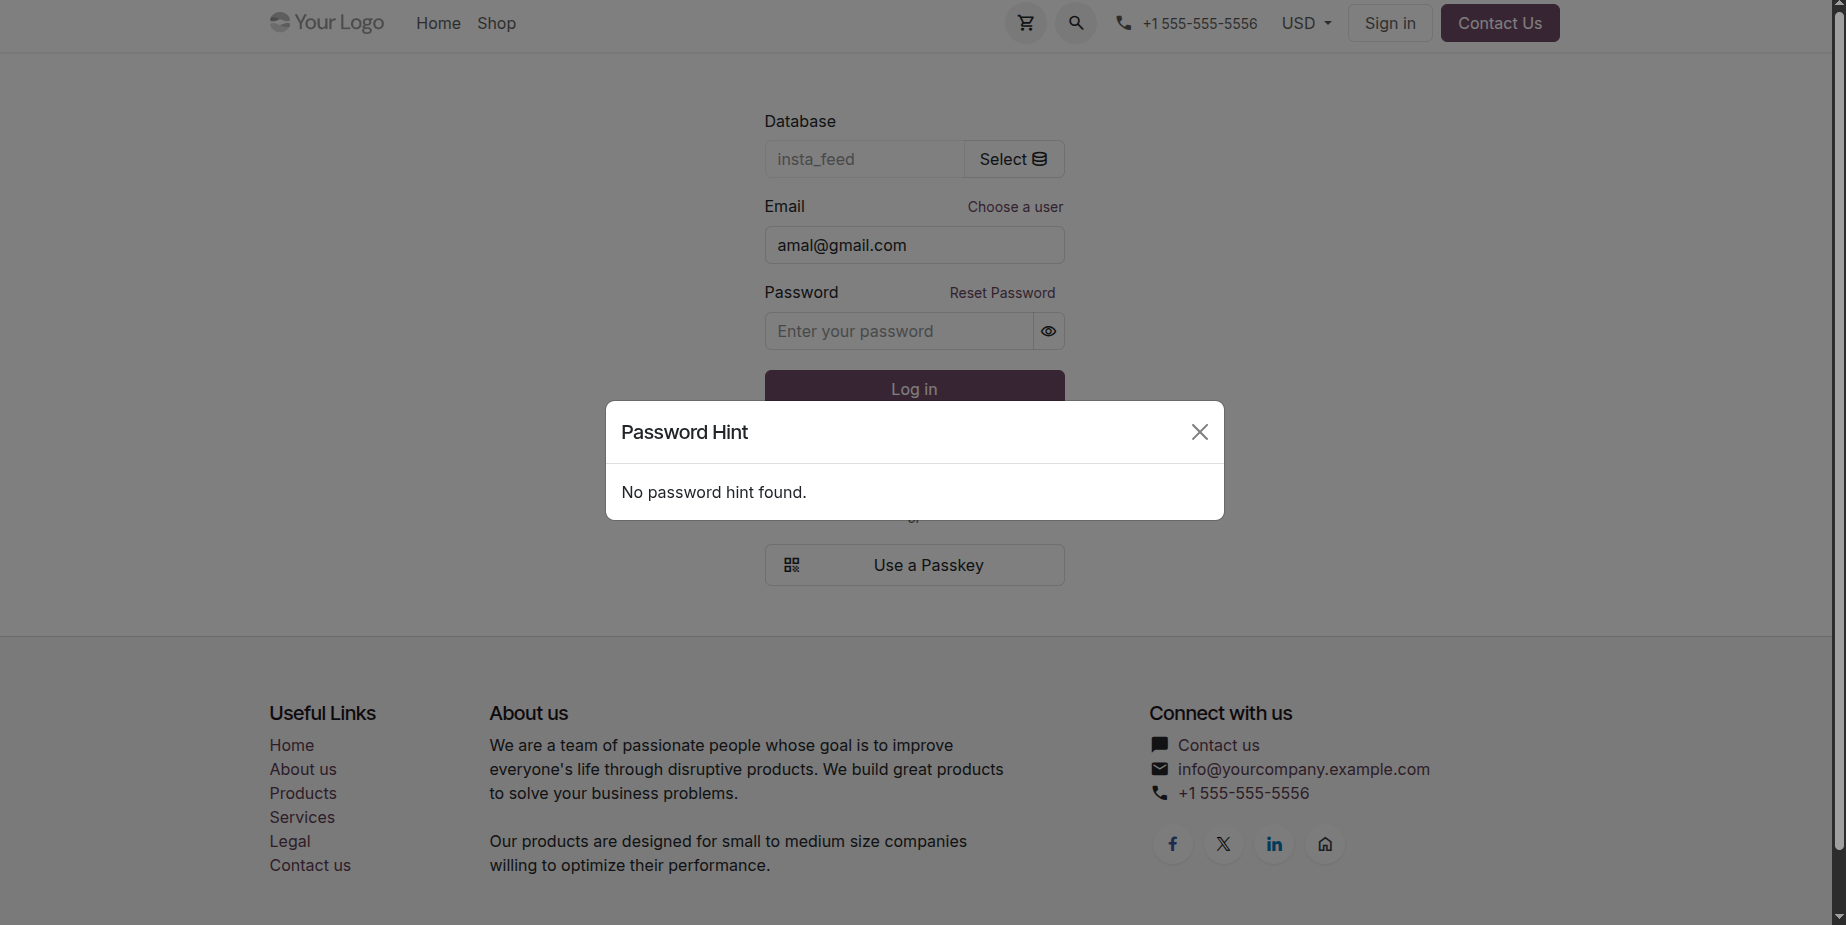 Your Logo
Home
Shop
+1 555-555-5556
USD
Sign in
Contact Us
Database
insta_feed
Select
Email
Choose a user
amal@gmail.com
Password
Reset Password
Enter your password
Log in
Password Hint
No password hint found.
Use a Passkey
Useful Links
Home
About us
Products
Services
Legal
Contact us
About us
We are a team of passionate people whose goal is to improve
everyone's life through disruptive products. We build great products
to solve your business problems.
Our products are designed for small to medium size companies
willing to optimize their performance.
Connect with us
Contact us
info@yourcompany.example.com
+1 555-555-5556